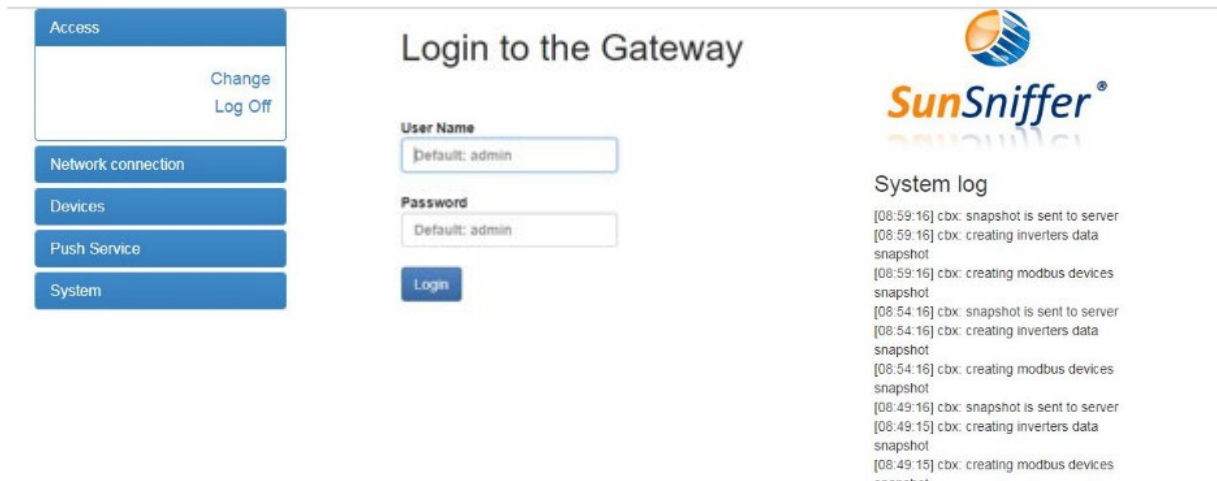 Access
Change
Log Off
Network connection
Devices
Push Service
System
Login to the Gateway
User Name
Default: admin
Password
Default: admin
Login
SunSniffer®
System log
[08:59:16] cbx: snapshot is sent to server
[08:59:16] cbx: creating inverters data
snapshot
[08:59:16] cbx: creating modbus devices
snapshot
[08:54:16] cbx: snapshot is sent to server
[08:54:16] cbx: creating inverters data
snapshot
[08:54:16] cbx: creating modbus devices
snapshot
[08:49:16] cbx: snapshot is sent to server
[08:49:15] cbx: creating inverters data
snapshot
[08:49:15] cbx: creating modbus devices